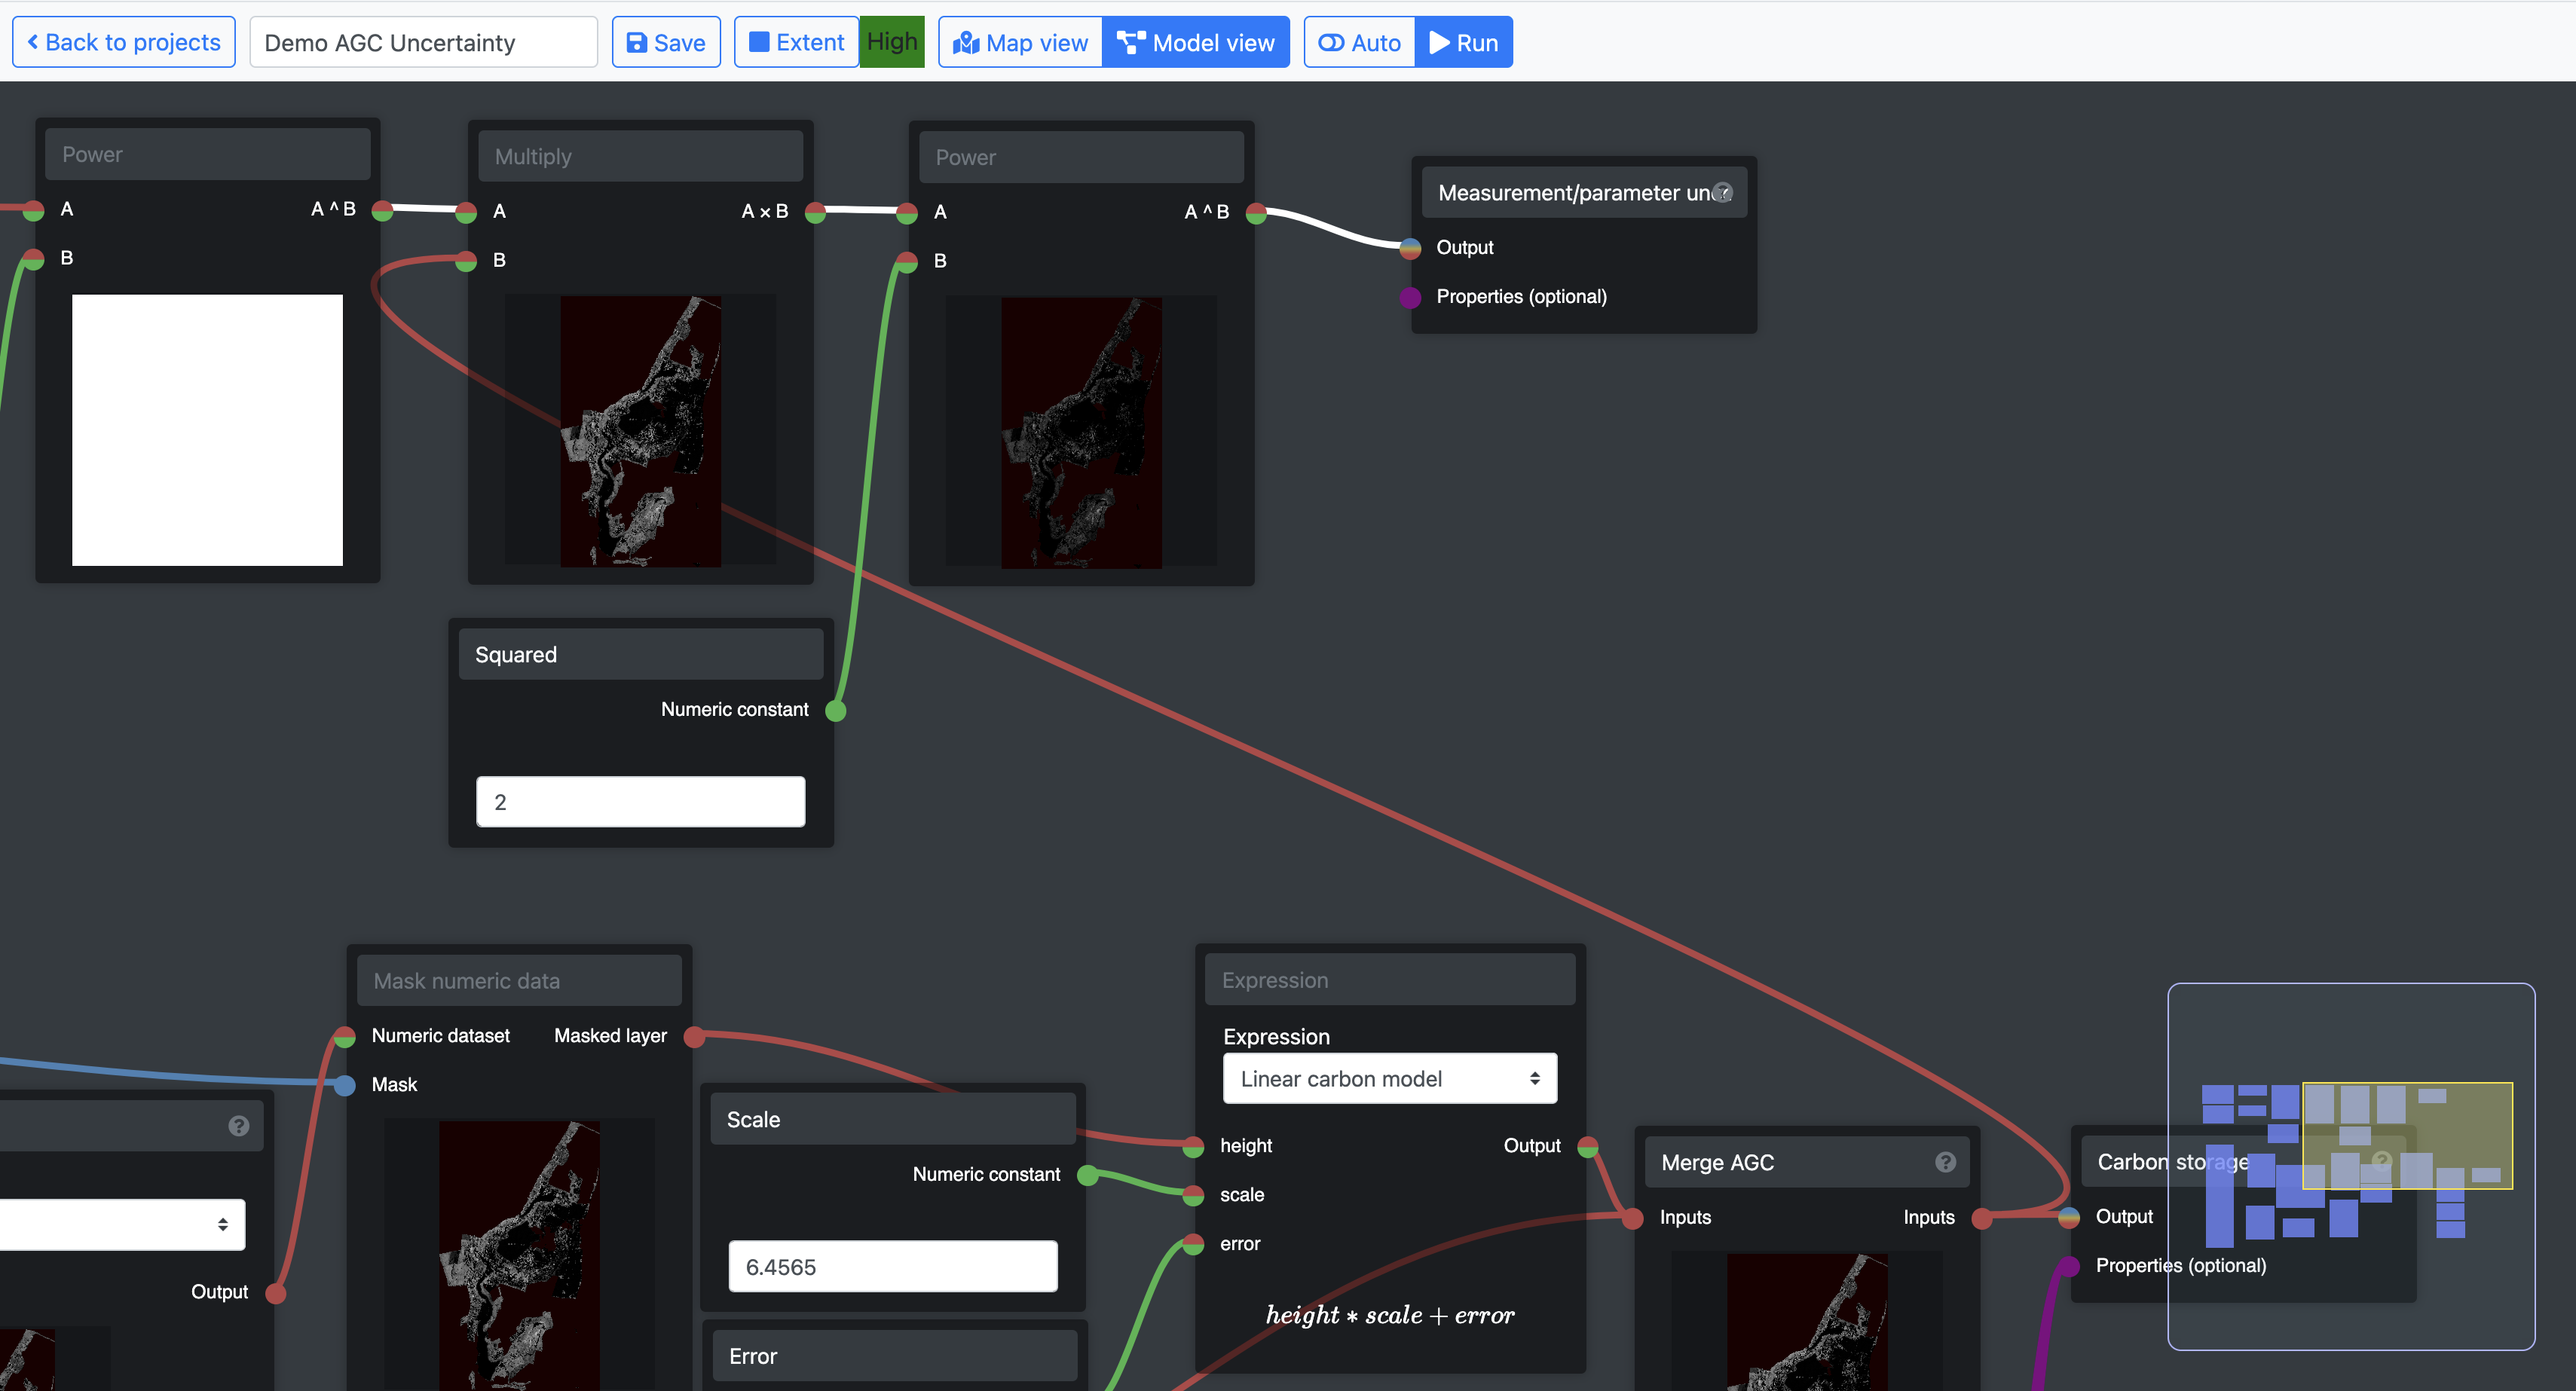 Back to projects
Demo AGC Uncertainty
Save
Extent
High
Map view
Model view
Auto
Run
Power
A
A ^ B
B
Multiply
A
A x B
B
Power
A
A ^ B
B
Measurement/parameter unc
Output
Properties (optional)
Squared
Numeric constant
2
Mask numeric data
Numeric dataset
Masked layer
Mask
?
Output
Scale
Numeric constant
6.4565
Error
Expression
Expression
Linear carbon model
height
Output
scale
error
height * scale + error
Merge AGC
?
Inputs
Inputs
Carbon storage
?
Output
Properties (optional)